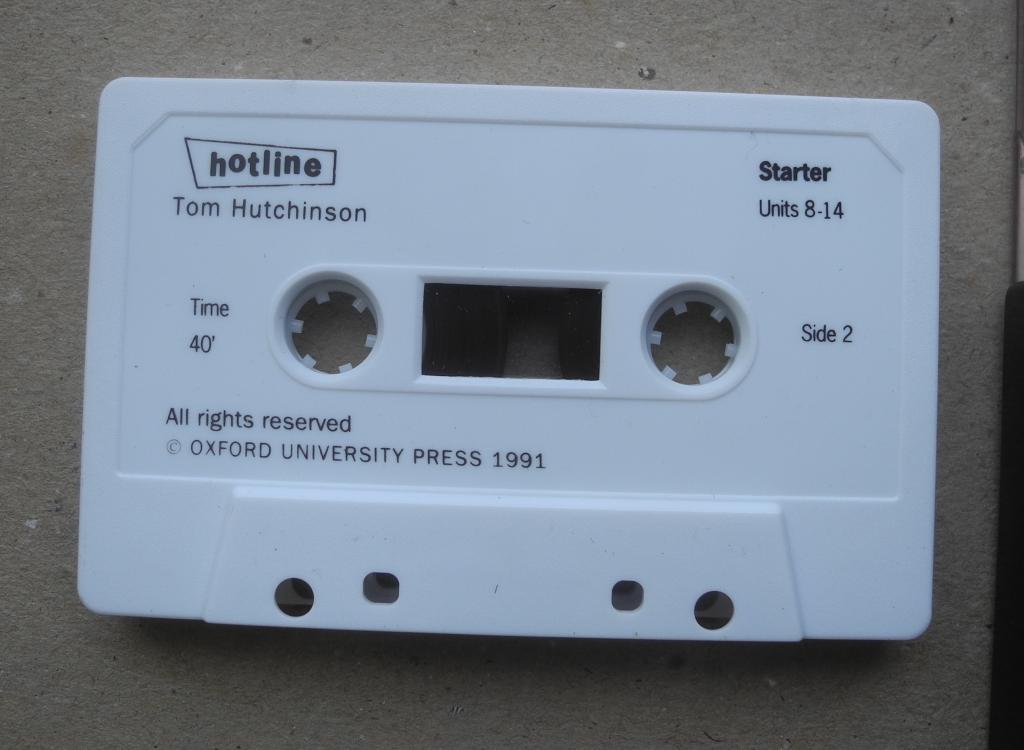 hotline
Tom Hutchinson
Starter
Units 8-14
Time
40'
Side 2
All rights reserved
© OXFORD UNIVERSITY PRESS 1991